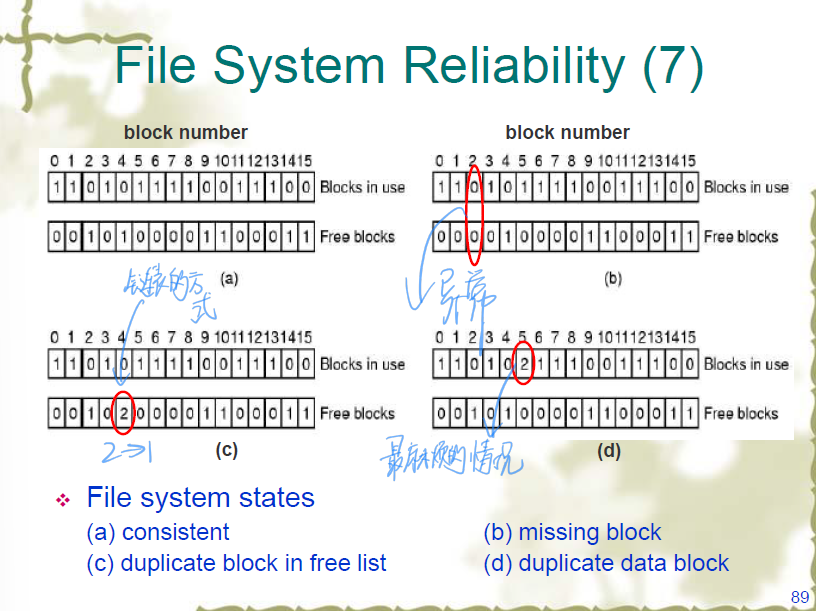 File System Reliability (7)
block number
0 1 2 3 4 5 6 7 8 9 10 11 12 13 14 15
1 1 0 1 0 1 1 1 1 0 0 1 1 1 0 0 Blocks in use
0 0 1 0 1 0 0 0 0 1 1 0 0 0 1 1 Free blocks
(a)
block number
0 1 2 3 4 5 6 7 8 9 10 11 12 13 14 15
1 1 0 1 0 1 1 1 1 0 0 1 1 1 0 0 Blocks in use
0 0 0 0 1 0 0 0 0 1 1 0 0 0 1 1 Free blocks
(b)
的方
式
异常
0 1 2 3 4 5 6 7 8 9 10 11 12 13 14 15
1 1 0 1 0 1 1 1 1 0 0 1 1 1 0 0 Blocks in use
0 0 1 0 2 0 0 0 0 1 1 0 0 0 1 1 Free blocks
2→1
(c)
0 1 2 3 4 5 6 7 8 9 10 11 12 13 14 15
1 1 0 1 0 2 1 1 1 0 0 1 1 1 0 0 Blocks in use
0 0 1 0 1 0 0 0 0 1 1 0 0 0 1 1 Free blocks
最麻烦的情况
(d)
File system states
(a) consistent
(b) missing block
(c) duplicate block in free list
(d) duplicate data block
89